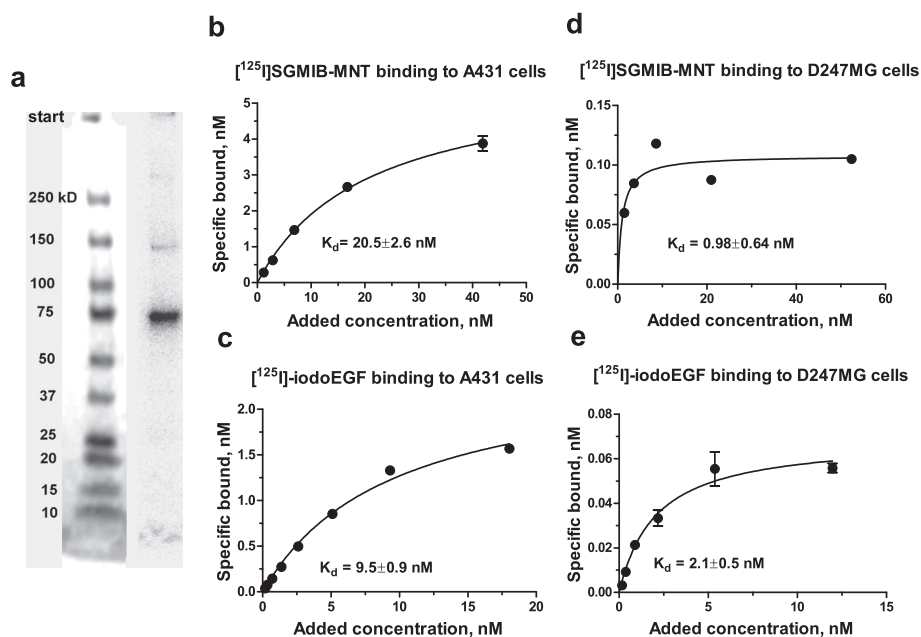 a
start
250 kD
150
100
75
50
37
25
20
15
10
b
[¹²⁵I]SGMIB-MNT binding to A431 cells
Specific bound, nM
5
4
3
2
1
0
0 10 20 30 40 50
K_d= 20.5±2.6 nM
Added concentration, nM
c
[¹²⁵I]-iodoEGF binding to A431 cells
Specific bound, nM
2.0
1.5
1.0
0.5
0.0
0 5 10 15 20
K_d = 9.5±0.9 nM
Added concentration, nM
d
[¹²⁵I]SGMIB-MNT binding to D247MG cells
Specific bound, nM
0.15
0.10
0.05
0.00
0 20 40 60
K_d = 0.98±0.64 nM
Added concentration, nM
e
[¹²⁵I]-iodoEGF binding to D247MG cells
Specific bound, nM
0.08
0.06
0.04
0.02
0.00
0 5 10 15
K_d = 2.1±0.5 nM
Added concentration, nM